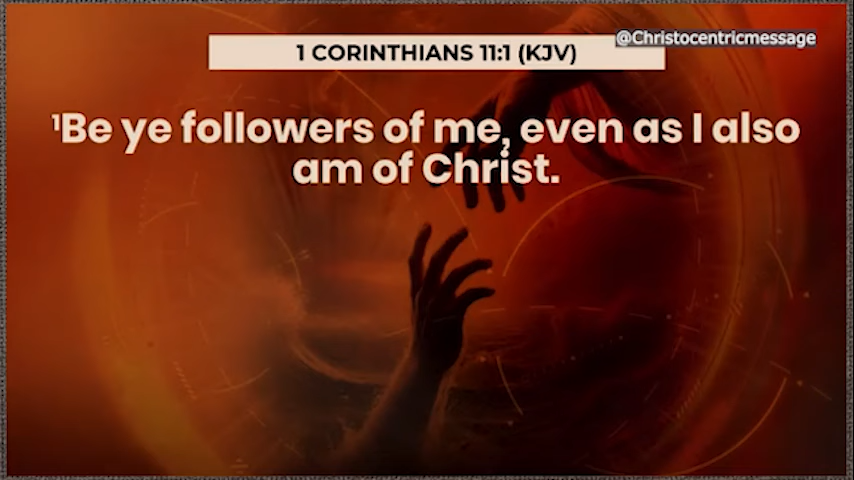 @Christocentricmessage
1 CORINTHIANS 11:1 (KJV)
¹Be ye followers of me, even as I also
am of Christ.